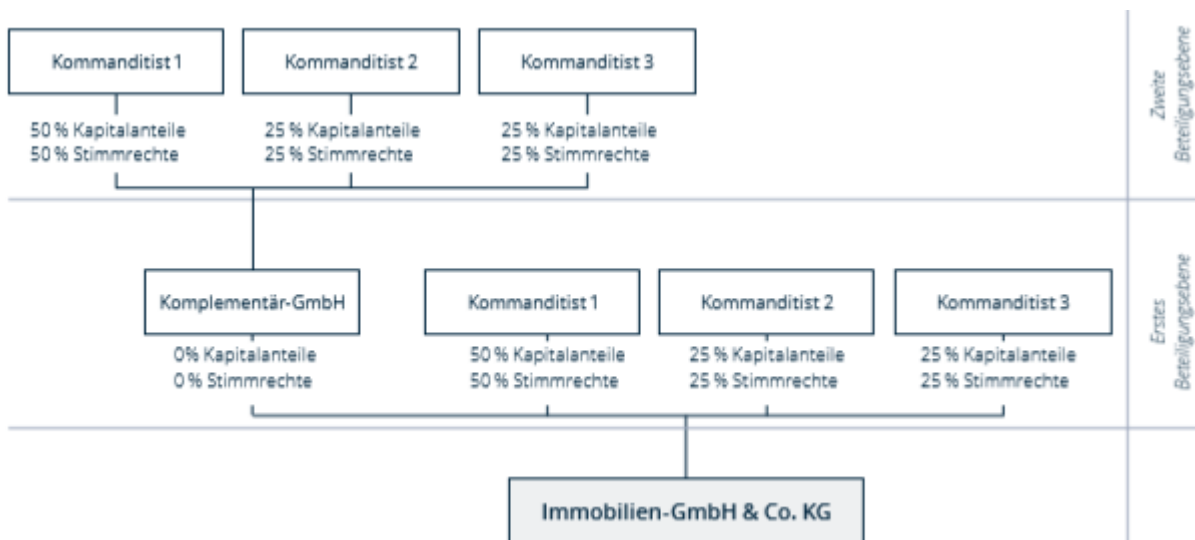 Kommanditist 1
Kommanditist 2
Kommanditist 3
50 % Kapitalanteile
50 % Stimmrechte
25 % Kapitalanteile
25 % Stimmrechte
25 % Kapitalanteile
25 % Stimmrechte
Zweite
Beteiligungsebene
Komplementär-GmbH
Kommanditist 1
Kommanditist 2
Kommanditist 3
0% Kapitalanteile
0 % Stimmrechte
50 % Kapitalanteile
50 % Stimmrechte
25 % Kapitalanteile
25 % Stimmrechte
25 % Kapitalanteile
25 % Stimmrechte
Erstes
Beteiligungsebene
Immobilien-GmbH & Co. KG